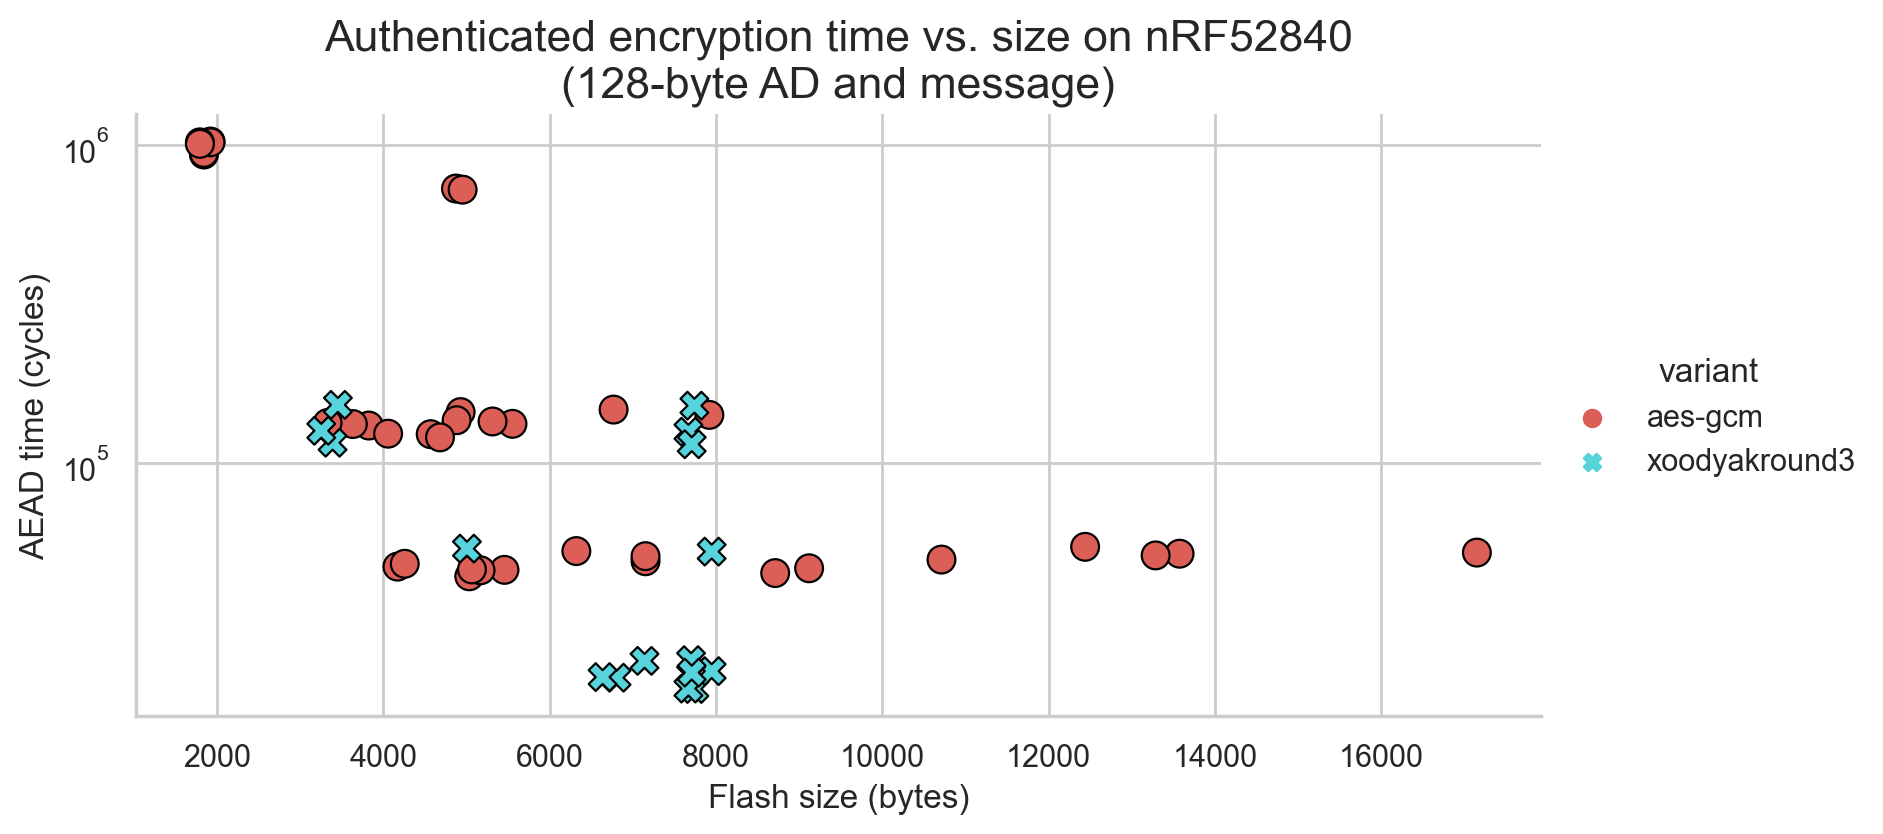 Authenticated encryption time vs. size on nRF52840
(128-byte AD and message)
AEAD time (cycles)
10^6
10^5
2000 4000 6000 8000 10000 12000 14000 16000
Flash size (bytes)
variant
aes-gcm
xoodyakround3